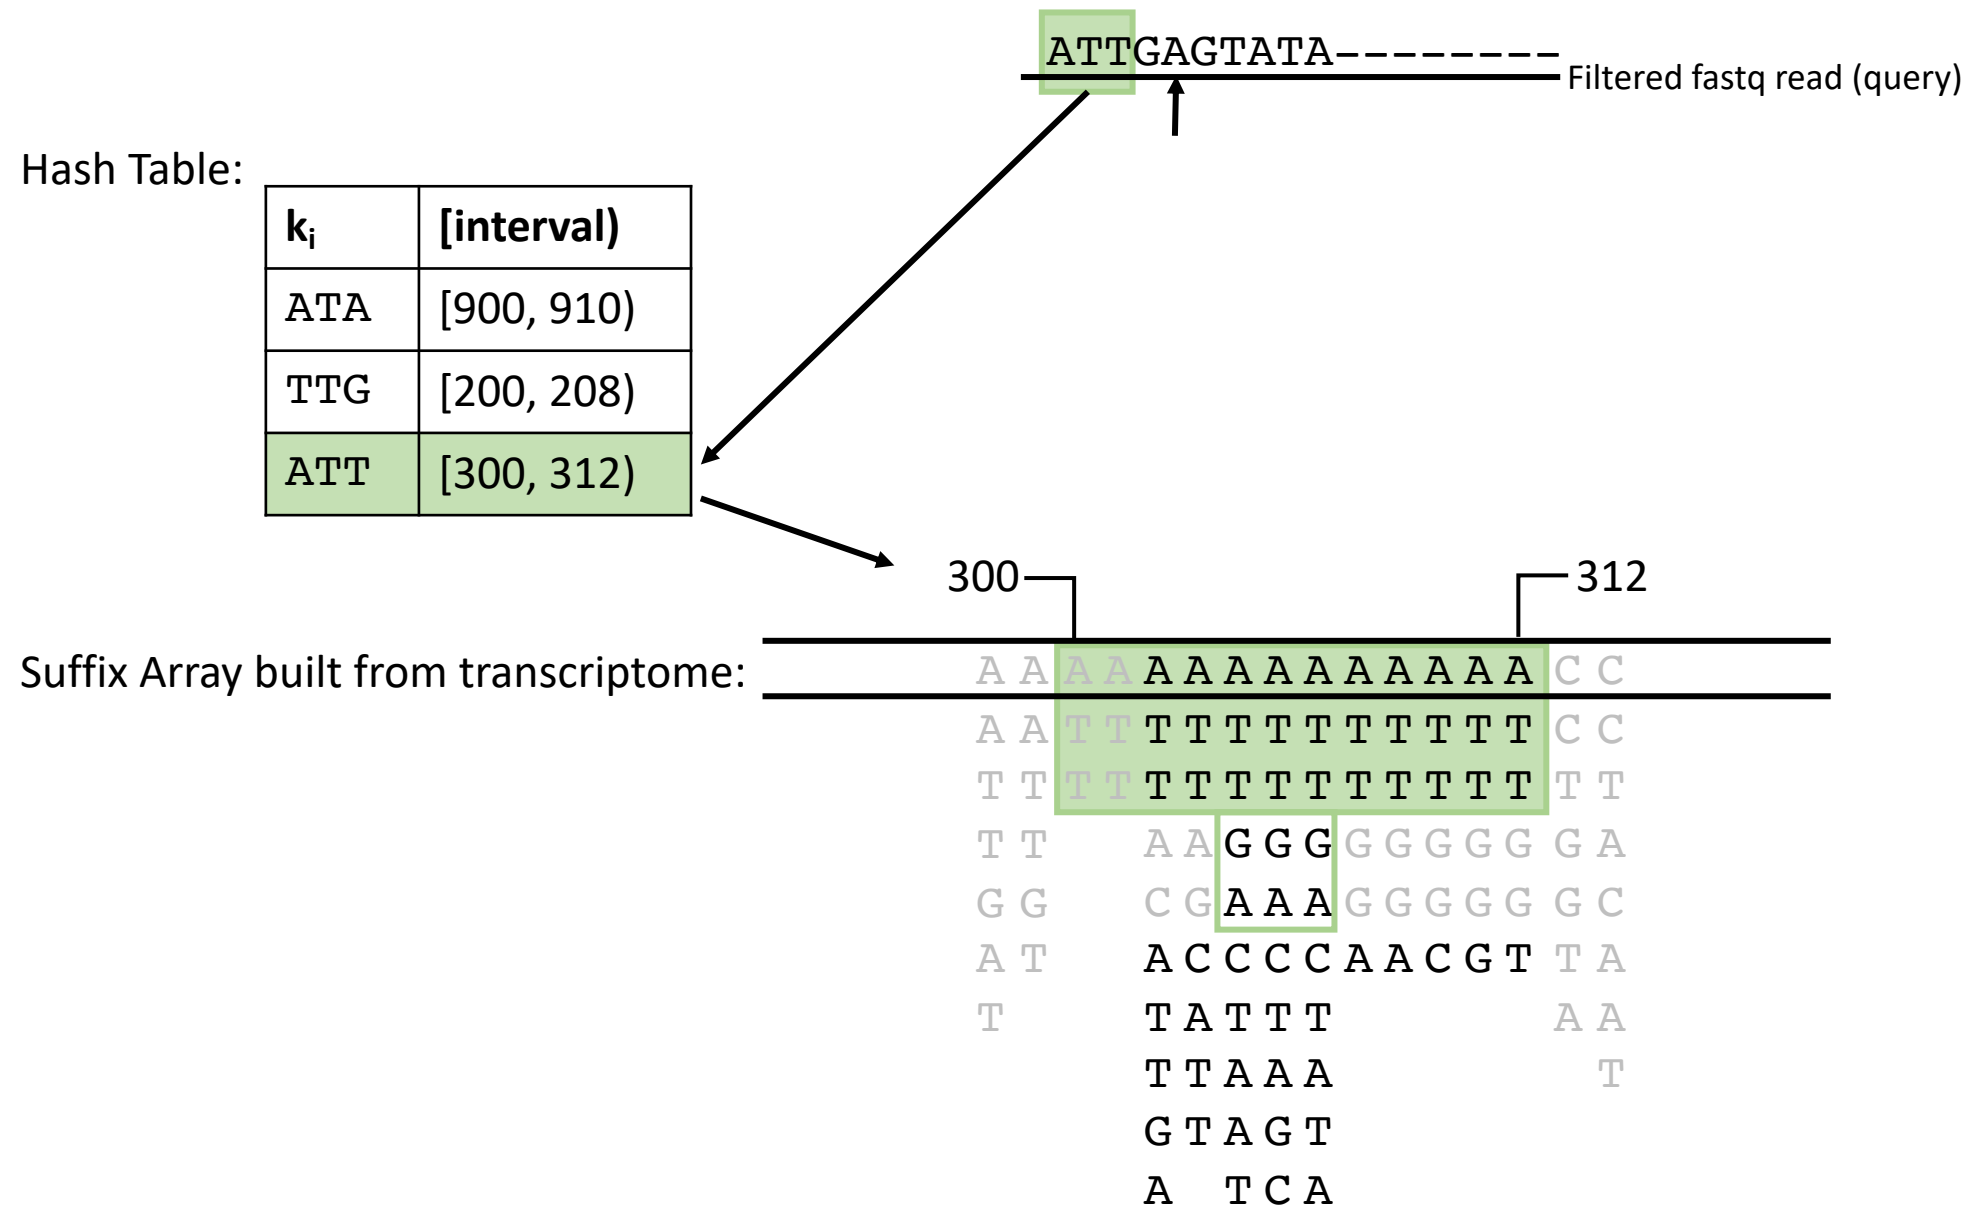 ATTGAGTATA--------
Filtered fastq read (query)
Hash Table:
ki [interval)
ATA [900, 910)
TTG [200, 208)
ATT [300, 312)
300 312
Suffix Array built from transcriptome:
A A A A A A A A A A A A A A C C
A A T T T T T T T T T T T T C C
T T T T T T T T T T T T T T T T
T T A A G G G G G G G G G A
G G C G A A A G G G G G G C
A T A C C C C A A C G T T A
T T A T T T A A
T T A A A T
G T A G T
A T C A